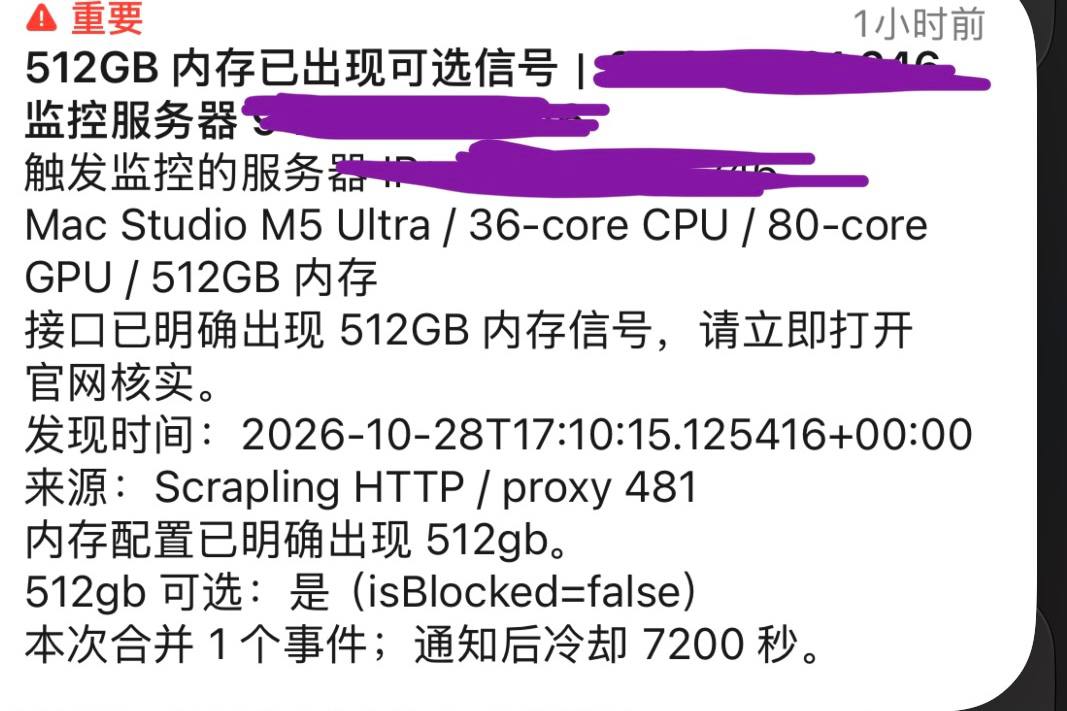 重要
1小时前
512GB 内存已出现可选信号 |
监控服务器
触发监控的服务器
Mac Studio M5 Ultra / 36-core CPU / 80-core
GPU / 512GB 内存
接口已明确出现 512GB 内存信号，请立即打开
官网核实。
发现时间：2026-10-28T17:10:15.125416+00:00
来源：Scrapling HTTP / proxy 481
内存配置已明确出现 512gb。
512gb 可选：是（isBlocked=false）
本次合并 1 个事件；通知后冷却 7200 秒。